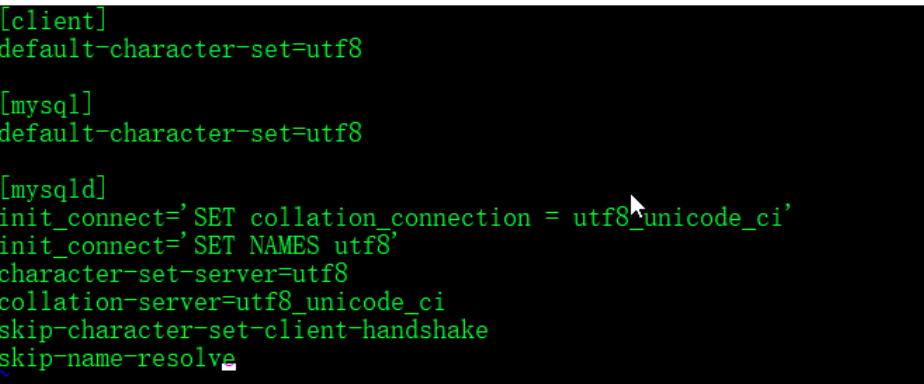 [client]
default-character-set=utf8
[mysql]
default-character-set=utf8
[mysqld]
init_connect='SET collation_connection = utf8_unicode_ci'
init_connect='SET NAMES utf8'
character-set-server=utf8
collation-server=utf8_unicode_ci
skip-character-set-client-handshake
skip-name-resolve
~